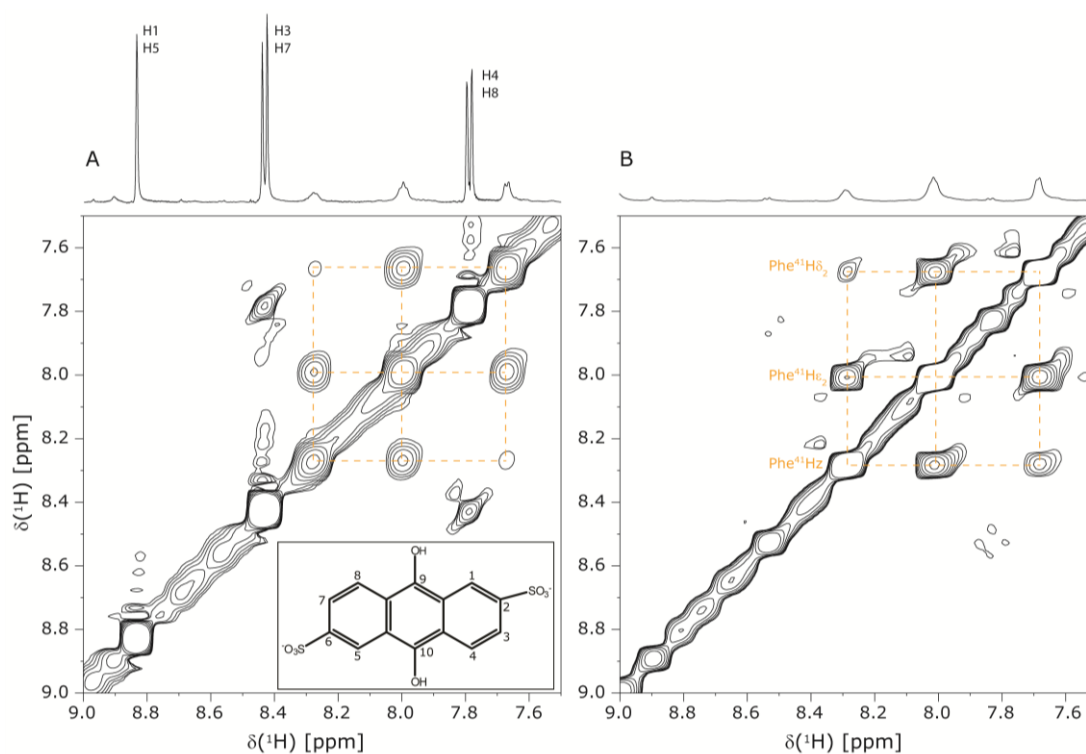 H1
H5
H3
H7
H4
H8
A
B
7.6
7.8
8.0
8.2
8.4
8.6
8.8
9.0
δ(¹H) [ppm]
9.0 8.8 8.6 8.4 8.2 8.0 7.8 7.6
δ(¹H) [ppm]
OH
8 9 1
7 2 SO₃⁻
⁻O₃S 6 3
5 10 4
OH
7.6
7.8
8.0
8.2
8.4
8.6
8.8
9.0
δ(¹H) [ppm]
Phe⁴¹Hδ₂
Phe⁴¹Hε₂
Phe⁴¹Hz
9.0 8.8 8.6 8.4 8.2 8.0 7.8 7.6
δ(¹H) [ppm]